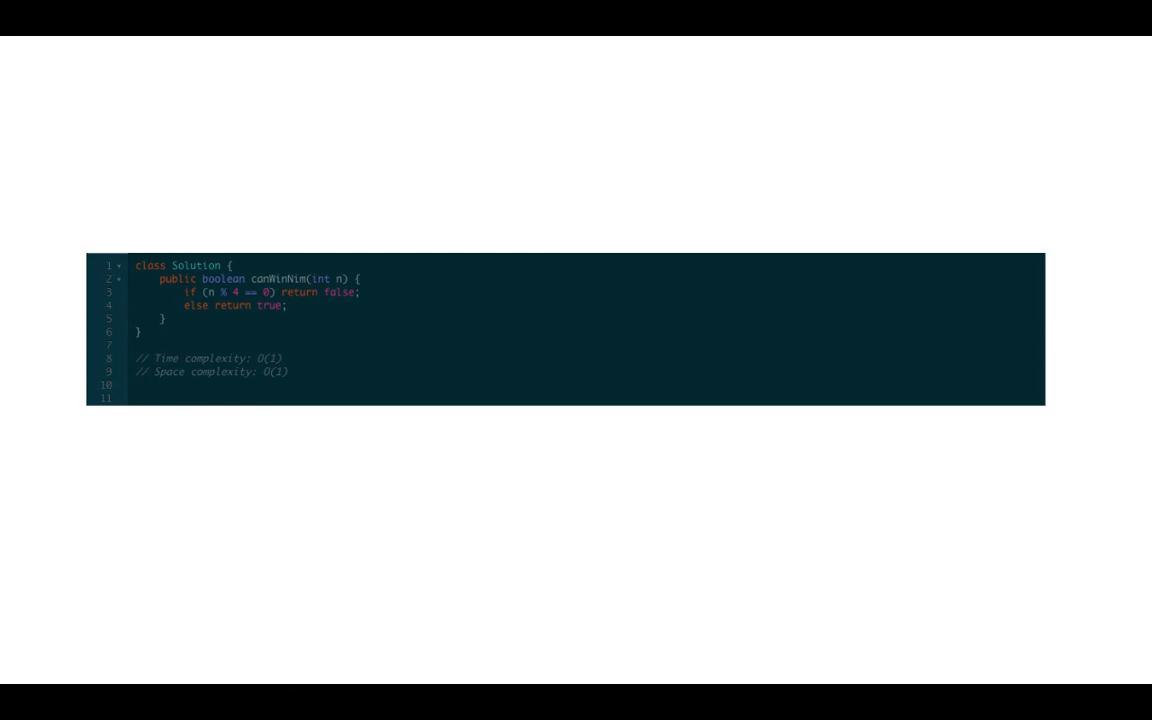 1 class Solution {
2 public boolean canWinNim(int n) {
3 if (n % 4 == 0) return false;
4 else return true;
5 }
6 }
7
8 // Time complexity: O(1)
9 // Space complexity: O(1)
10
11